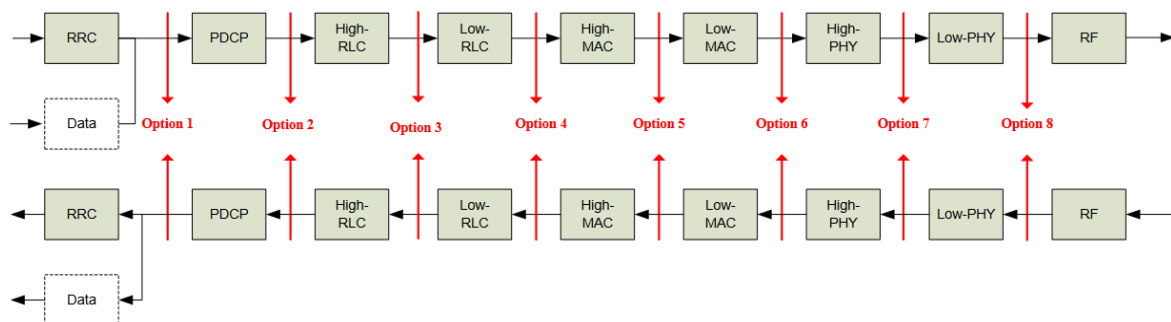 RRC
PDCP
High-
RLC
Low-
RLC
High-
MAC
Low-
MAC
High-
PHY
Low-PHY
RF
Data
Option 1
Option 2
Option 3
Option 4
Option 5
Option 6
Option 7
Option 8
RRC
PDCP
High-
RLC
Low-
RLC
High-
MAC
Low-
MAC
High-
PHY
Low-PHY
RF
Data